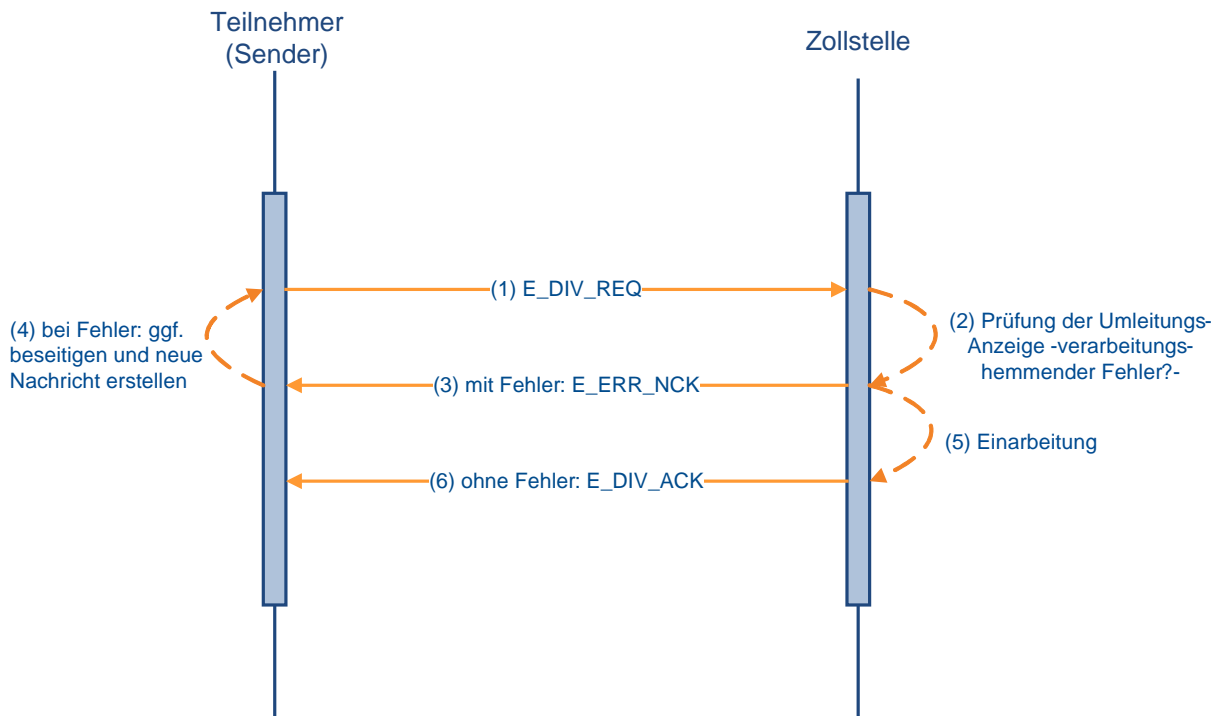 Teilnehmer
(Sender)
Zollstelle
(1) E_DIV_REQ
(2) Prüfung der Umleitungs-
Anzeige -verarbeitungs-
hemmender Fehler?-
(4) bei Fehler: ggf.
beseitigen und neue
Nachricht erstellen
(3) mit Fehler: E_ERR_NCK
(5) Einarbeitung
(6) ohne Fehler: E_DIV_ACK